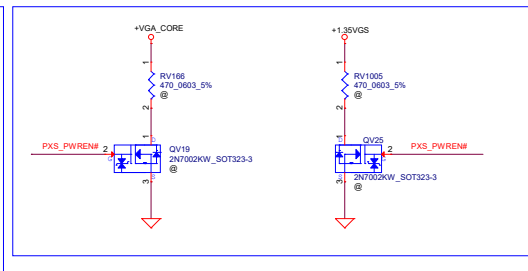 +VGA_CORE
1
RV166
470_0603_5%
@
2
PXS_PWREN#
2
1
D
G
S
QV19
2N7002KW_SOT323-3
@
3
+1.35VGS
1
RV1005
470_0603_5%
@
2
1
D
G
S
QV25
2
PXS_PWREN#
2N7002KW_SOT323-3
@
3